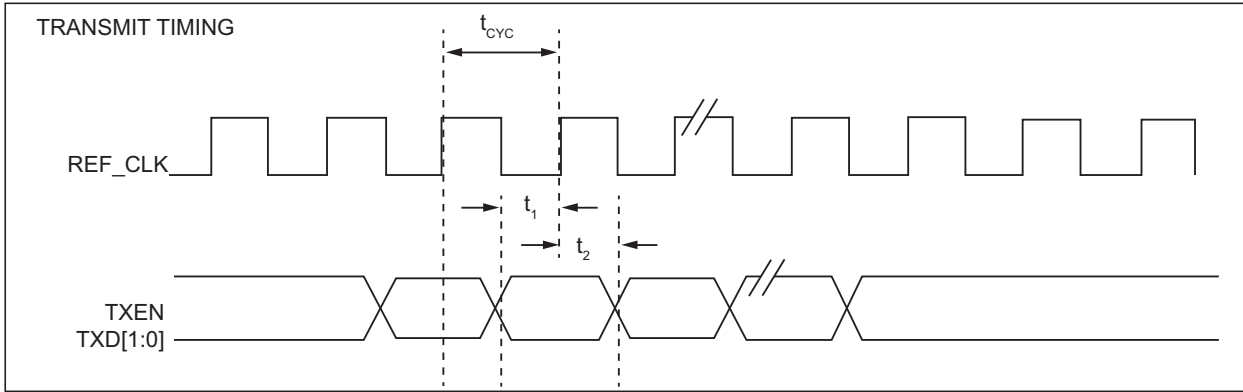 TRANSMIT TIMING
tCYC
REF_CLK
t1
t2
TXEN
TXD[1:0]